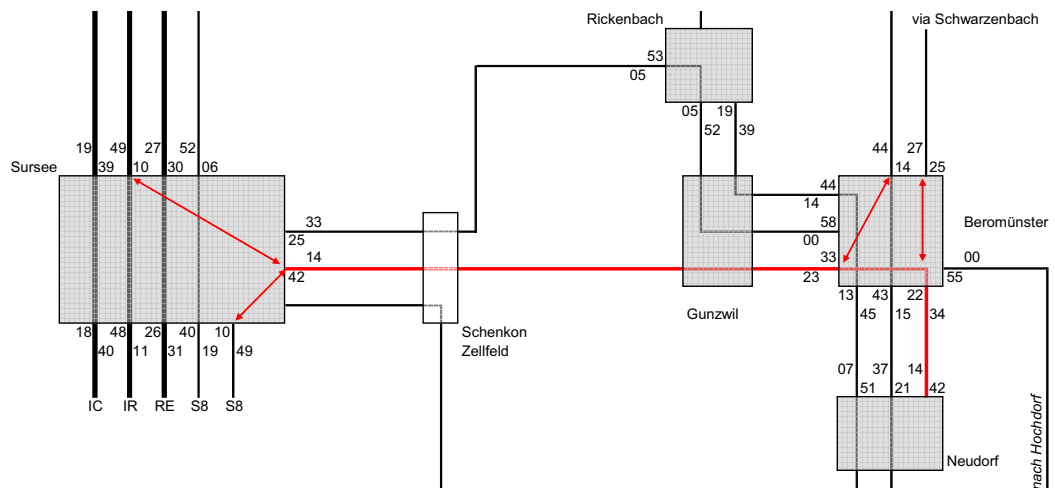 Rickenbach
via Schwarzenbach
53
05
05 19
52 39
19 49 27 52
44 27
Sursee
39 10 30 06
14 25
33
25
14
42
44
14
58
00
33
23
Beromünster
00
55
13 43 22
45 15 34
Gunzwil
18 48 26 40 10
40 11 31 19 49
Schenkon
Zellfeld
07 37 14
51 21 42
IC IR RE S8 S8
Neudorf
nach Hochdorf